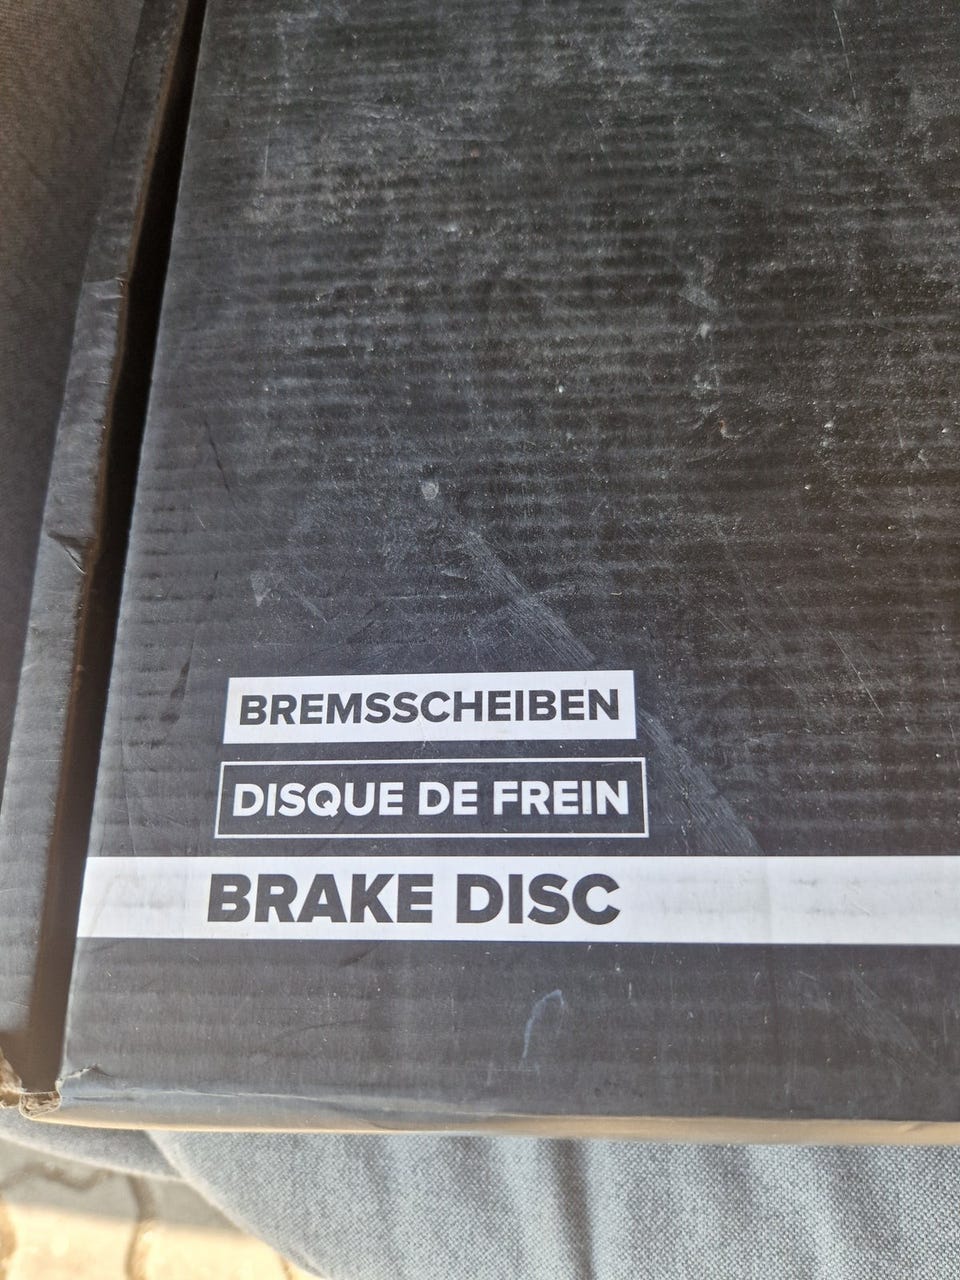 BREMSSCHEIBEN
DISQUE DE FREIN
BRAKE DISC